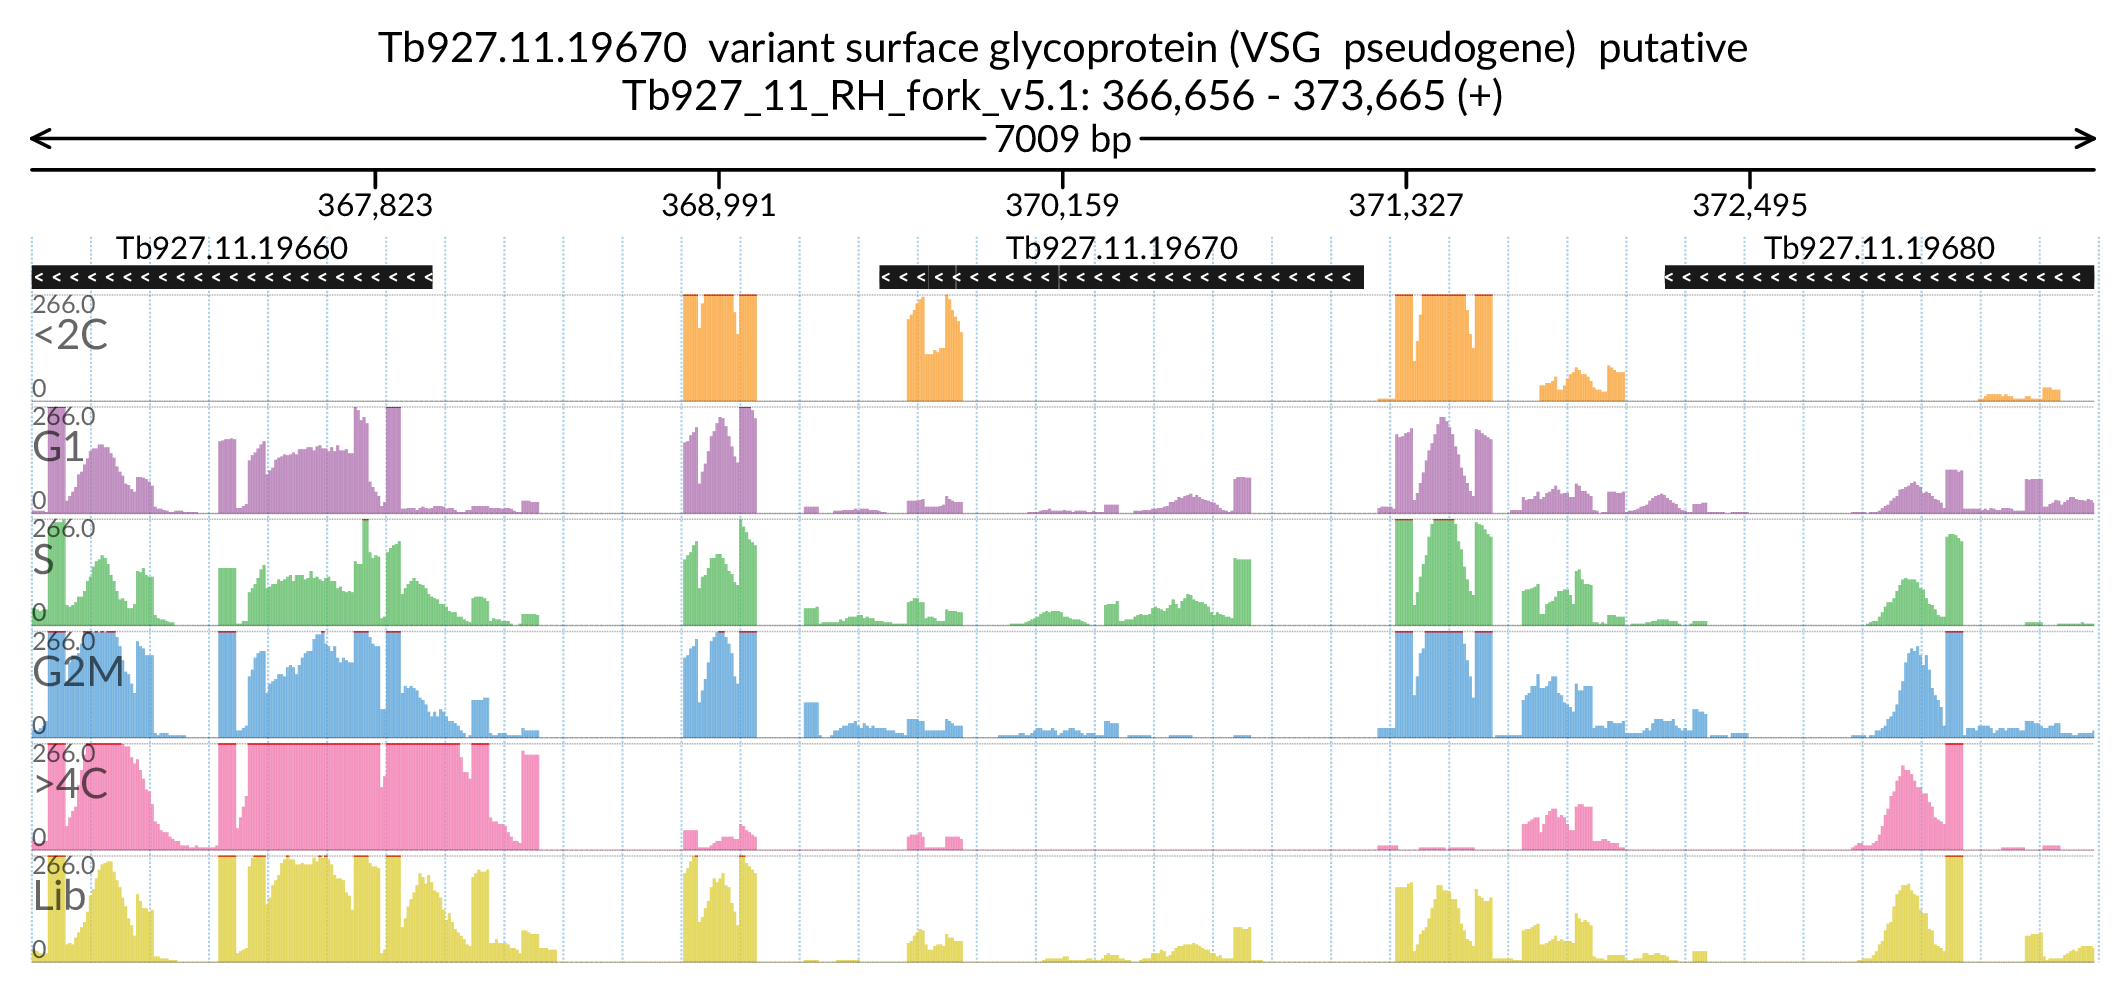 Tb927.11.19670  variant surface glycoprotein (VSG  pseudogene)  putative
Tb927_11_RH_fork_v5.1: 366,656 - 373,665 (+)
7009 bp
367,823 368,991 370,159 371,327 372,495
Tb927.11.19660 Tb927.11.19670 Tb927.11.19680
266.0
<2C
0
266.0
G1
0
266.0
S
0
266.0
G2M
0
266.0
>4C
0
266.0
Lib
0